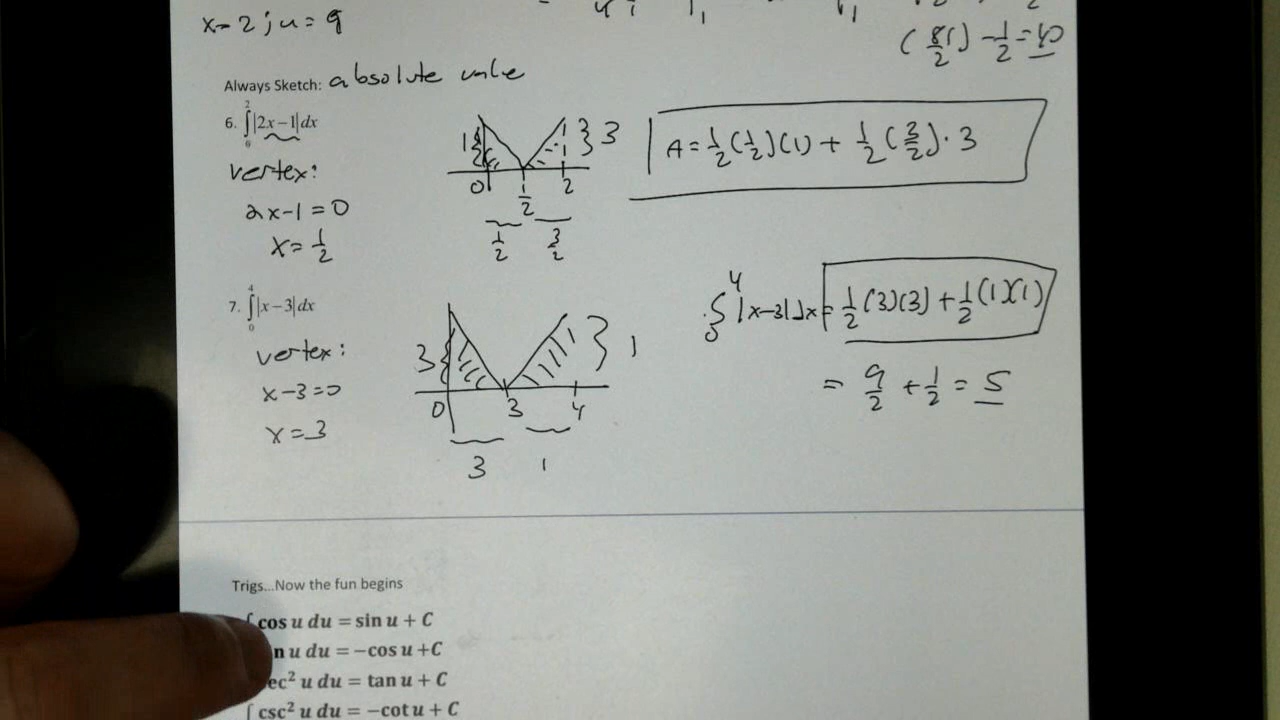 x=2; u=9
(81/2) - 1/2 = 40
Always Sketch: absolute value
6. ∫₀² |2x-1| dx
vertex:
2x-1=0
x=1/2
1 3
0 1/2 2
1/2 3/2
A = 1/2 (1/2)(1) + 1/2 (3/2) · 3
7. ∫₀⁴ |x-3| dx
vertex:
x-3=0
x=3
3 1
0 3 4
3 1
∫₀⁴ |x-3| dx = 1/2 (3)(3) + 1/2 (1)(1)
= 9/2 + 1/2 = 5
Trigs...Now the fun begins
∫ cos u du = sin u + C
n u du = -cos u + C
ec² u du = tan u + C
∫ csc² u du = -cot u + C